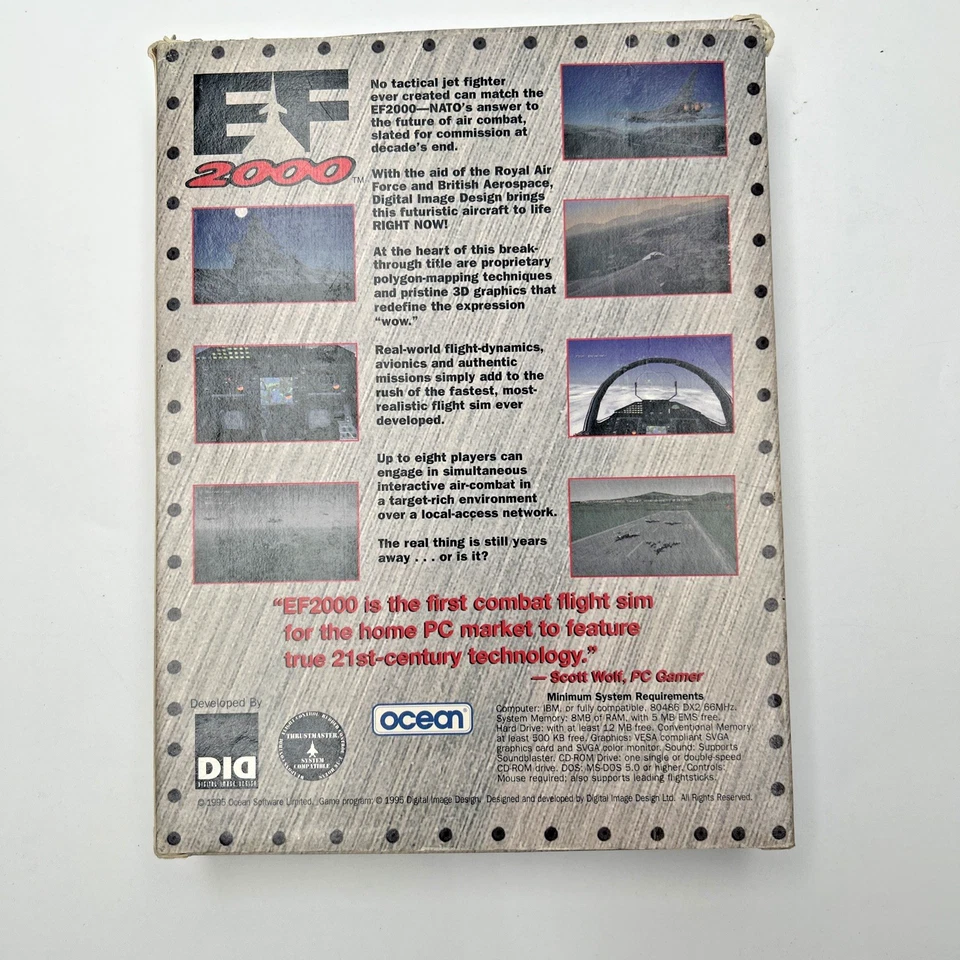 EF
2000™
No tactical jet fighter
ever created can match the
EF2000—NATO's answer to
the future of air combat,
slated for commission at
decade's end.
With the aid of the Royal Air
Force and British Aerospace,
Digital Image Design brings
this futuristic aircraft to life
RIGHT NOW!
At the heart of this break-
through title are proprietary
polygon-mapping techniques
and pristine 3D graphics that
redefine the expression
"wow."
Real-world flight-dynamics,
avionics and authentic
missions simply add to the
rush of the fastest, most-
realistic flight sim ever
developed.
Up to eight players can
engage in simultaneous
interactive air-combat in
a target-rich environment
over a local-access network.
The real thing is still years
away . . . or is it?
"EF2000 is the first combat flight sim
for the home PC market to feature
true 21st-century technology."
— Scott Wolf, PC Gamer
Developed By
DID
DIGITAL IMAGE DESIGN
THRUSTMASTER
SYSTEM
COMPATIBLE
ocean®
Minimum System Requirements
Computer: IBM, or fully compatible, 80486 DX2/66MHz.
System Memory: 8MB of RAM, with 5 MB EMS free.
Hard Drive: with at least 12 MB free. Conventional Memory:
at least 500 KB free. Graphics: VESA compliant SVGA
graphics card and SVGA color monitor. Sound: Supports
Soundblaster. CD-ROM Drive: one single or double-speed
CD-ROM drive. DOS: MS-DOS 5.0 or higher. Controls:
Mouse required; also supports leading flightsticks.
© 1995 Ocean Software Limited. Game program: © 1995 Digital Image Design. Designed and developed by Digital Image Design Ltd. All Rights Reserved.